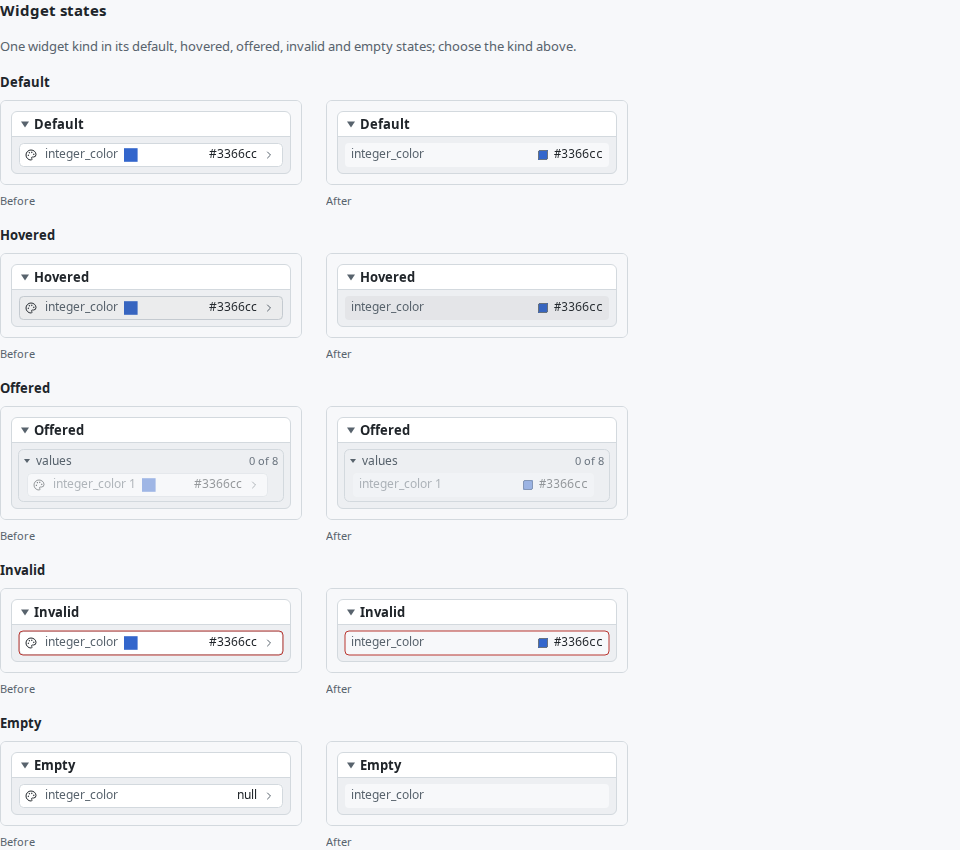 Widget states
One widget kind in its default, hovered, offered, invalid and empty states; choose the kind above.
Default
Default
integer_color #3366cc
Before
Default
integer_color #3366cc
After
Hovered
Hovered
integer_color #3366cc
Before
Hovered
integer_color #3366cc
After
Offered
Offered
values 0 of 8
integer_color 1 #3366cc
Before
Offered
values 0 of 8
integer_color 1 #3366cc
After
Invalid
Invalid
integer_color #3366cc
Before
Invalid
integer_color #3366cc
After
Empty
Empty
integer_color null
Before
Empty
integer_color
After